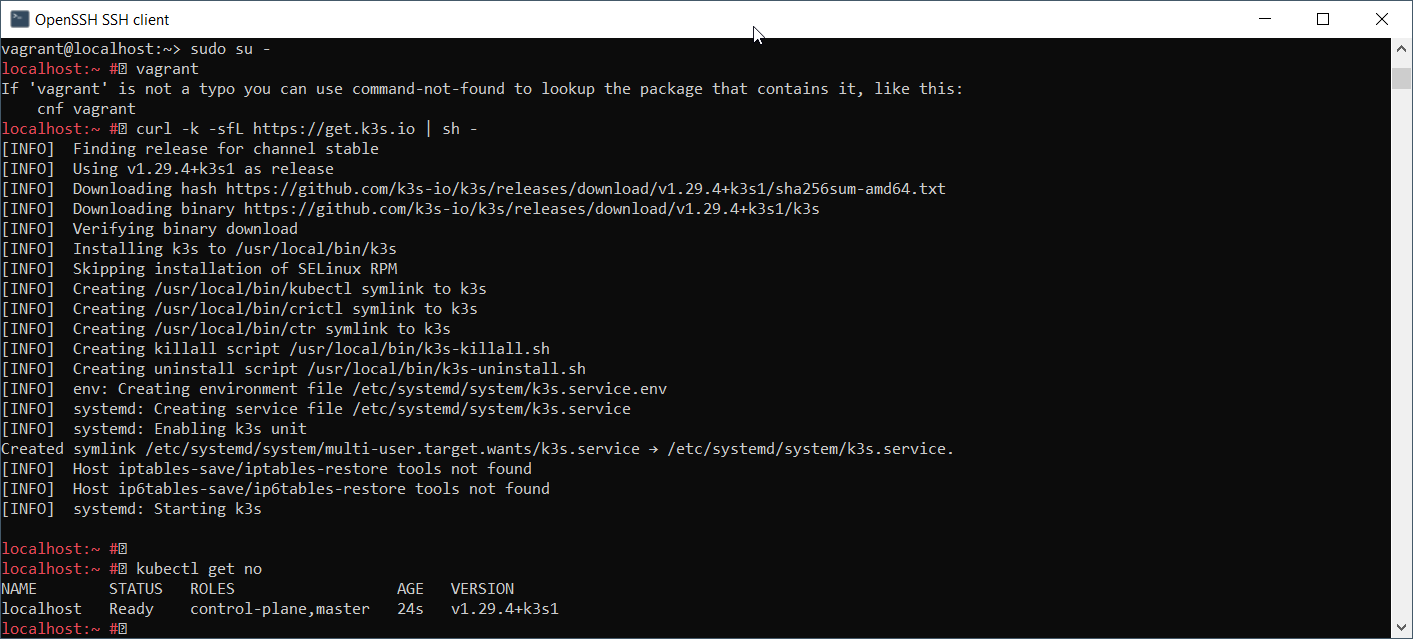 OpenSSH SSH client
vagrant@localhost:~> sudo su -
localhost:~ # vagrant
If 'vagrant' is not a typo you can use command-not-found to lookup the package that contains it, like this:
    cnf vagrant
localhost:~ # curl -k -sfL https://get.k3s.io | sh -
[INFO]  Finding release for channel stable
[INFO]  Using v1.29.4+k3s1 as release
[INFO]  Downloading hash https://github.com/k3s-io/k3s/releases/download/v1.29.4+k3s1/sha256sum-amd64.txt
[INFO]  Downloading binary https://github.com/k3s-io/k3s/releases/download/v1.29.4+k3s1/k3s
[INFO]  Verifying binary download
[INFO]  Installing k3s to /usr/local/bin/k3s
[INFO]  Skipping installation of SELinux RPM
[INFO]  Creating /usr/local/bin/kubectl symlink to k3s
[INFO]  Creating /usr/local/bin/crictl symlink to k3s
[INFO]  Creating /usr/local/bin/ctr symlink to k3s
[INFO]  Creating killall script /usr/local/bin/k3s-killall.sh
[INFO]  Creating uninstall script /usr/local/bin/k3s-uninstall.sh
[INFO]  env: Creating environment file /etc/systemd/system/k3s.service.env
[INFO]  systemd: Creating service file /etc/systemd/system/k3s.service
[INFO]  systemd: Enabling k3s unit
Created symlink /etc/systemd/system/multi-user.target.wants/k3s.service → /etc/systemd/system/k3s.service.
[INFO]  Host iptables-save/iptables-restore tools not found
[INFO]  Host ip6tables-save/ip6tables-restore tools not found
[INFO]  systemd: Starting k3s
localhost:~ #
localhost:~ # kubectl get no
NAME        STATUS   ROLES                  AGE   VERSION
localhost   Ready    control-plane,master   24s   v1.29.4+k3s1
localhost:~ #